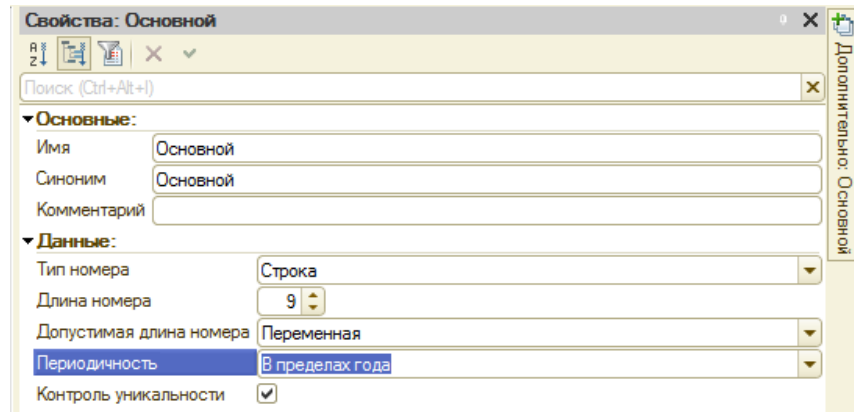 Свойства: Основной
Поиск (Ctrl+Alt+I)
Основные:
Имя Основной
Синоним Основной
Комментарий
Данные:
Тип номера Строка
Длина номера 9
Допустимая длина номера Переменная
Периодичность В пределах года
Контроль уникальности
Дополнительно: Основной